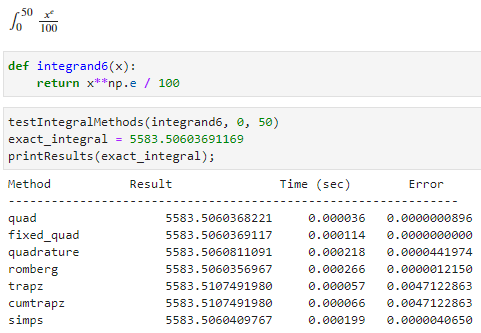 ∫₀⁵⁰ xᵉ/100
def integrand6(x):
    return x**np.e / 100
testIntegralMethods(integrand6, 0, 50)
exact_integral = 5583.50603691169
printResults(exact_integral);
Method Result Time (sec) Error
------------------------------------------------------------
quad 5583.5060368221 0.000036 0.0000000896
fixed_quad 5583.5060369117 0.000114 0.0000000000
quadrature 5583.5060811091 0.000218 0.0000441974
romberg 5583.5060356967 0.000266 0.0000012150
trapz 5583.5107491980 0.000057 0.0047122863
cumtrapz 5583.5107491980 0.000066 0.0047122863
simps 5583.5060409767 0.000199 0.0000040650